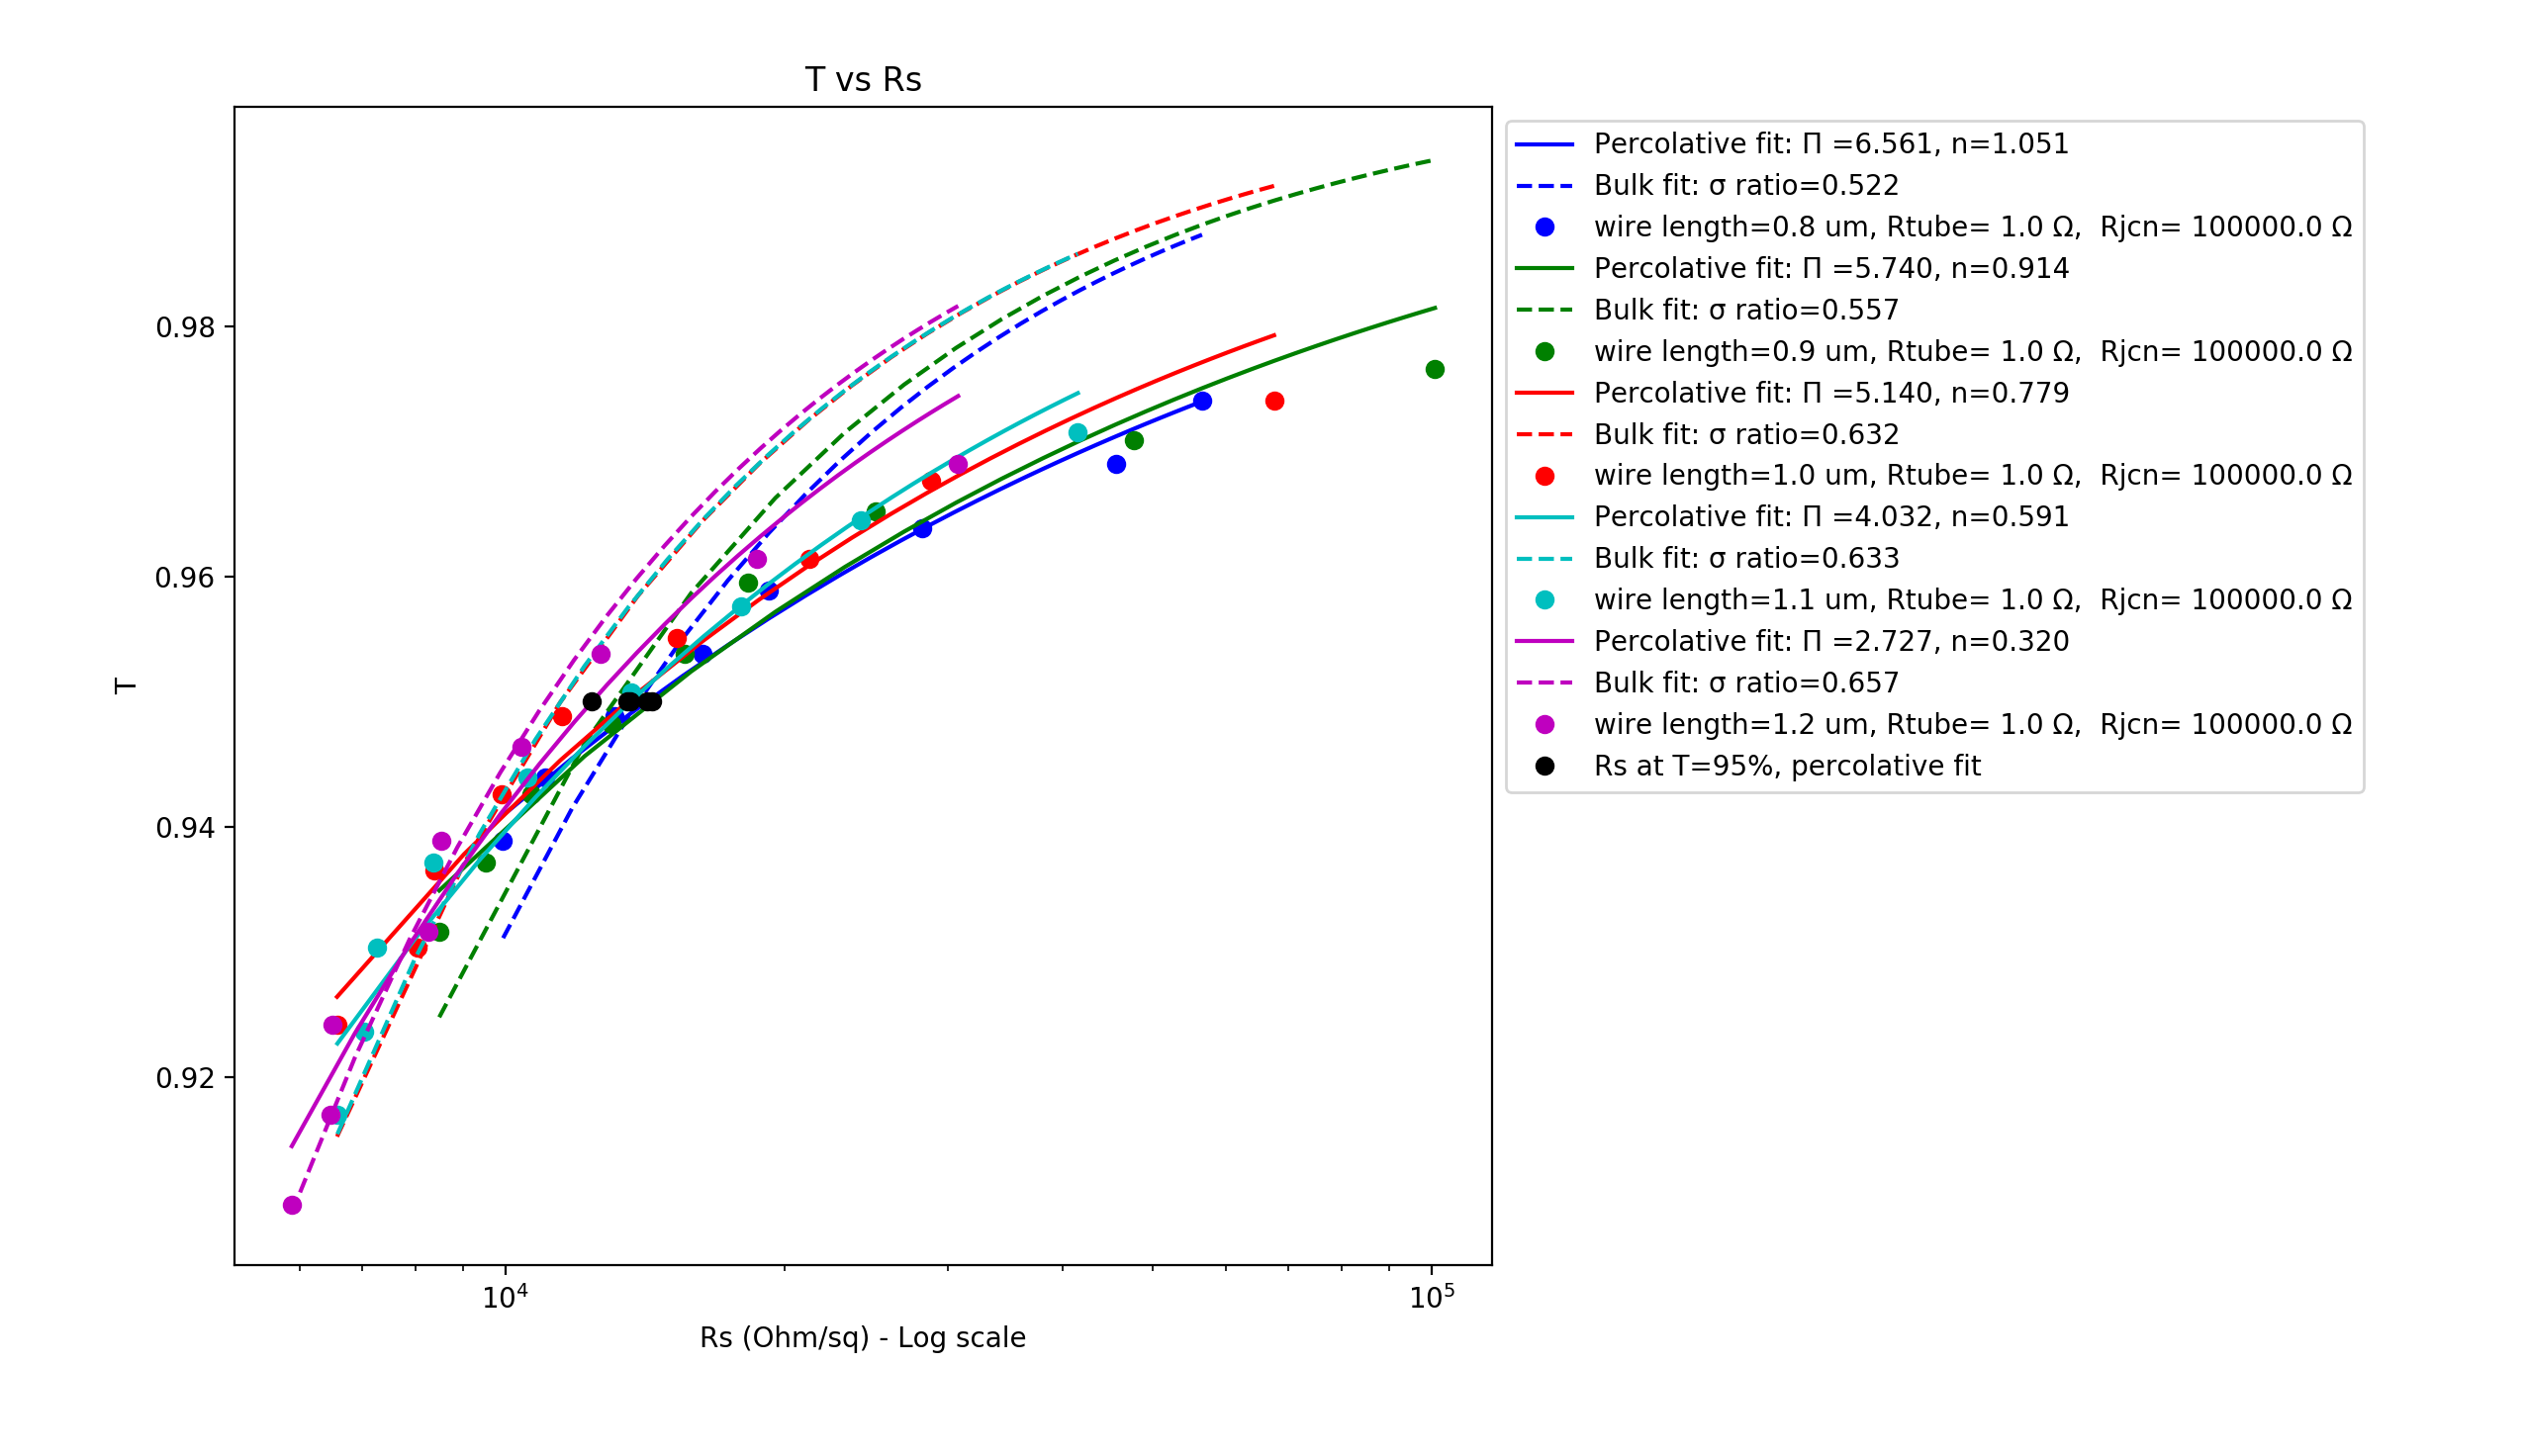 T vs Rs
T
0.98
0.96
0.94
0.92
10⁴
10⁵
Rs (Ohm/sq) - Log scale
Percolative fit: Π =6.561, n=1.051
Bulk fit: σ ratio=0.522
wire length=0.8 um, Rtube= 1.0 Ω,  Rjcn= 100000.0 Ω
Percolative fit: Π =5.740, n=0.914
Bulk fit: σ ratio=0.557
wire length=0.9 um, Rtube= 1.0 Ω,  Rjcn= 100000.0 Ω
Percolative fit: Π =5.140, n=0.779
Bulk fit: σ ratio=0.632
wire length=1.0 um, Rtube= 1.0 Ω,  Rjcn= 100000.0 Ω
Percolative fit: Π =4.032, n=0.591
Bulk fit: σ ratio=0.633
wire length=1.1 um, Rtube= 1.0 Ω,  Rjcn= 100000.0 Ω
Percolative fit: Π =2.727, n=0.320
Bulk fit: σ ratio=0.657
wire length=1.2 um, Rtube= 1.0 Ω,  Rjcn= 100000.0 Ω
Rs at T=95%, percolative fit